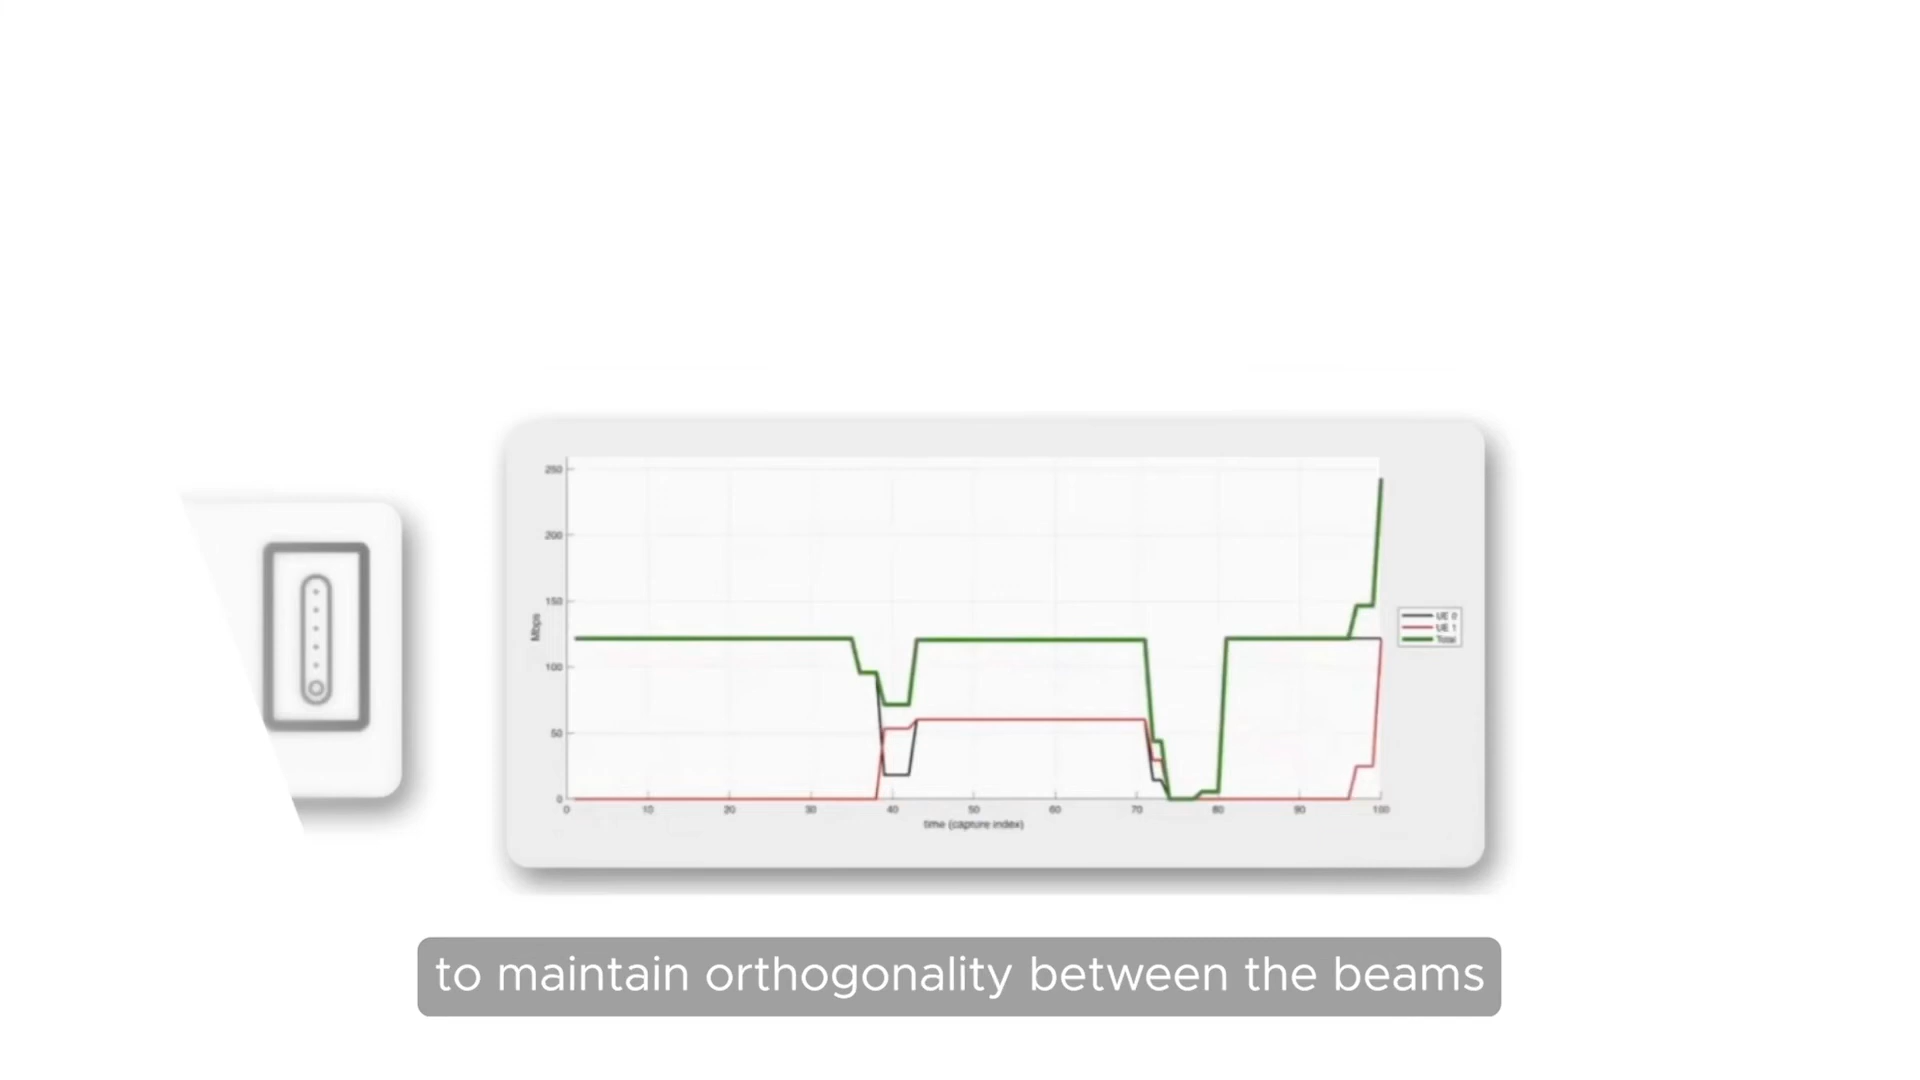 250
200
150
100
50
0
Mbps
0 10 20 30 40 50 60 70 80 90 100
time (capture index)
UE 0
UE 1
Total
to maintain orthogonality between the beams